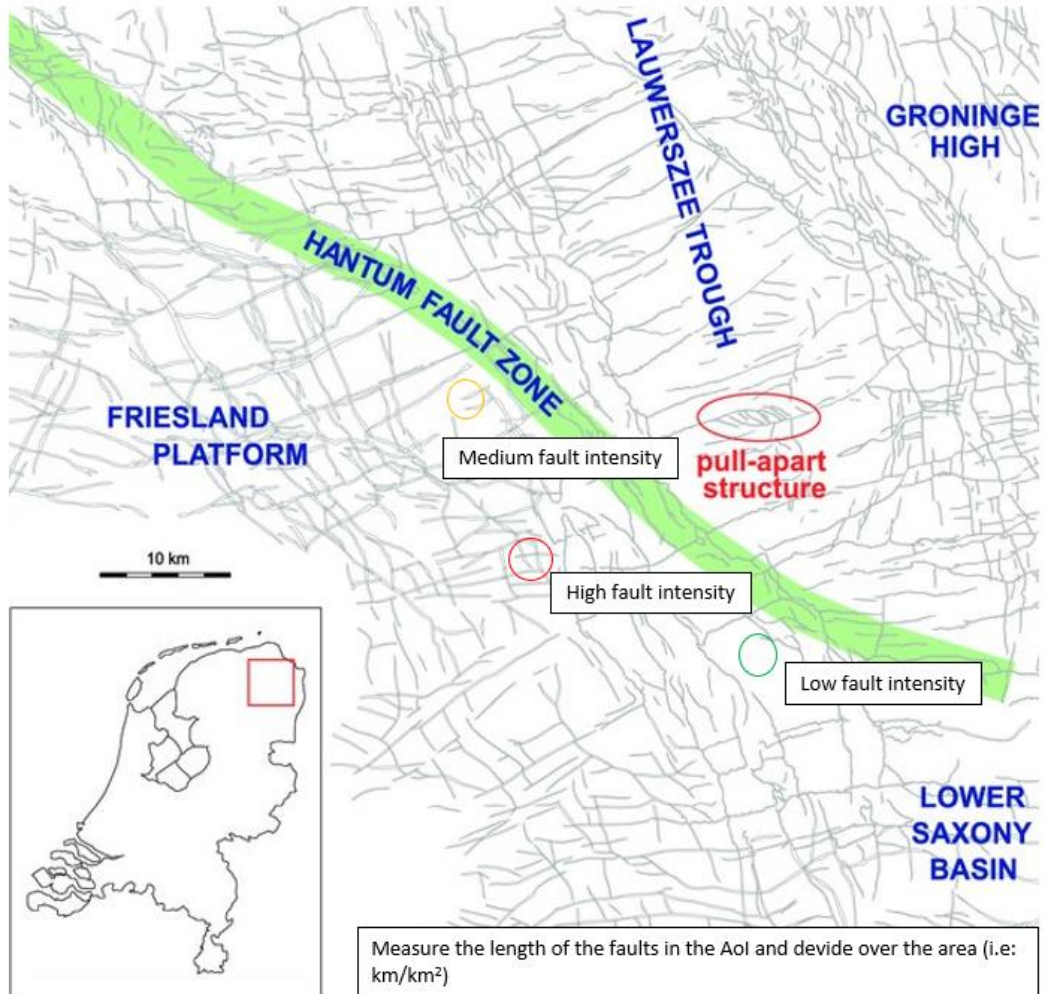 LAUWERSZEE TROUGH
GRONINGE
HIGH
HANTUM FAULT ZONE
FRIESLAND
PLATFORM
Medium fault intensity
pull-apart
structure
10 km
High fault intensity
Low fault intensity
LOWER
SAXONY
BASIN
Measure the length of the faults in the AoI and devide over the area (i.e:
km/km²)